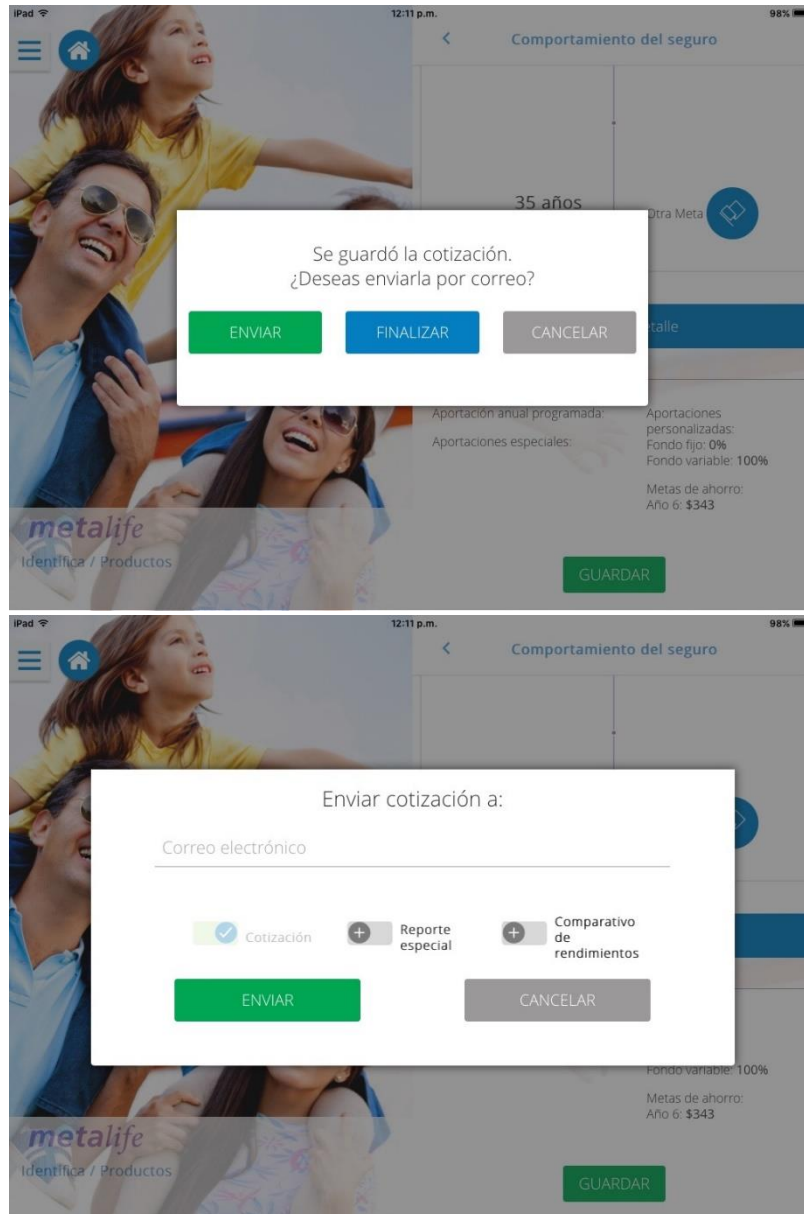 iPad 12:11 p.m. 98%
Comportamiento del seguro
35 años
Otra Meta
Se guardó la cotización.
¿Deseas enviarla por correo?
ENVIAR FINALIZAR CANCELAR
talle
Aportación anual programada:
Aportaciones especiales:
Aportaciones
personalizadas:
Fondo fijo: 0%
Fondo variable: 100%
Metas de ahorro:
Año 6: $343
metalife
Identifica / Productos
GUARDAR
iPad 12:11 p.m. 98%
Comportamiento del seguro
Enviar cotización a:
Correo electrónico
Cotización
Reporte
especial
Comparativo
de
rendimientos
ENVIAR CANCELAR
Fondo variable: 100%
Metas de ahorro:
Año 6: $343
metalife
Identifica / Productos
GUARDAR